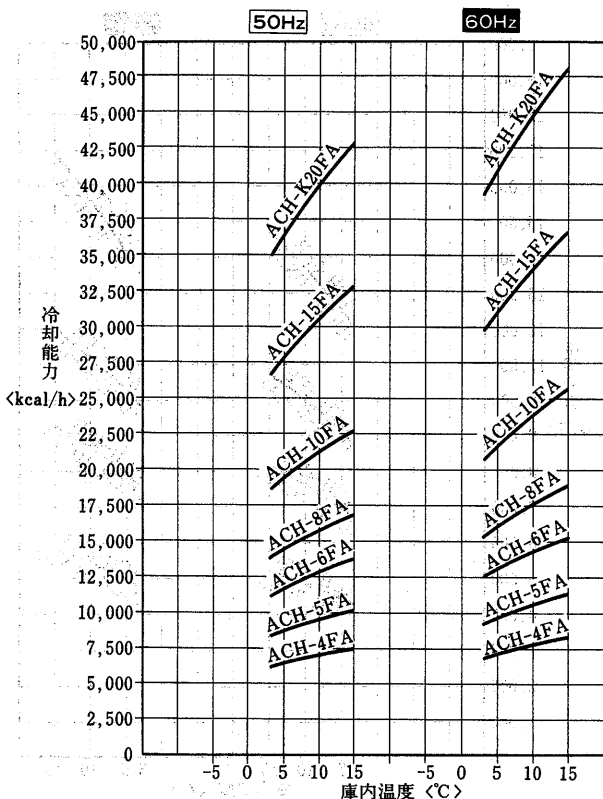 50Hz 60Hz
50,000
47,500
45,000
42,500
40,000
37,500
35,000
32,500
30,000
27,500
25,000
22,500
20,000
17,500
15,000
12,500
10,000
7,500
5,000
2,500
0
冷却能力
<kcal/h>
ACH-K20FA
ACH-15FA
ACH-10FA
ACH-8FA
ACH-6FA
ACH-5FA
ACH-4FA
ACH-K20FA
ACH-15FA
ACH-10FA
ACH-8FA
ACH-6FA
ACH-5FA
ACH-4FA
-5 0 5 10 15 -5 0 5 10 15
庫内温度 <℃>